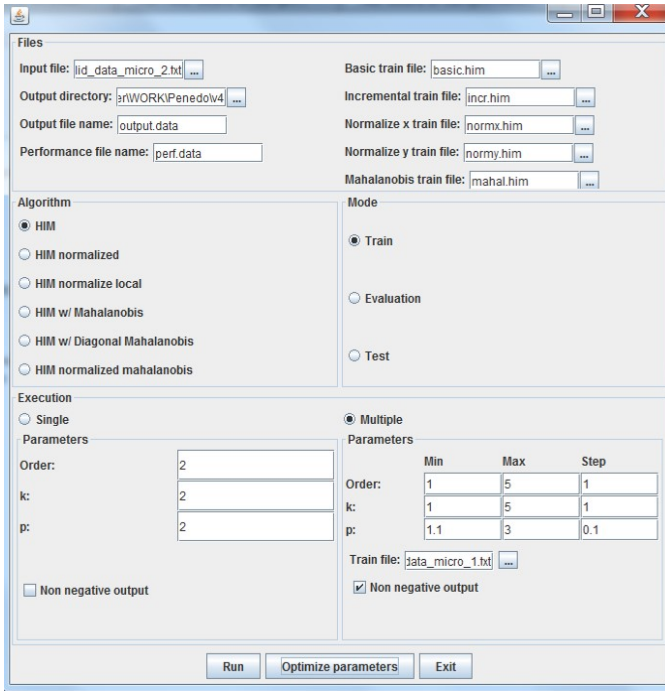 Files
Input file: lid_data_micro_2.txt ...
Basic train file: basic.him ...
Output directory: er\WORK\Penedo\v4 ...
Incremental train file: incr.him ...
Output file name: output.data
Normalize x train file: normx.him ...
Performance file name: perf.data
Normalize y train file: normy.him ...
Mahalanobis train file: mahal.him ...
Algorithm
HIM
HIM normalized
HIM normalize local
HIM w/ Mahalanobis
HIM w/ Diagonal Mahalanobis
HIM normalized mahalanobis
Mode
Train
Evaluation
Test
Execution
Single
Parameters
Order: 2
k: 2
p: 2
Non negative output
Multiple
Parameters
Min Max Step
Order: 1 5 1
k: 1 5 1
p: 1.1 3 0.1
Train file: data_micro_1.txt ...
Non negative output
Run Optimize parameters Exit